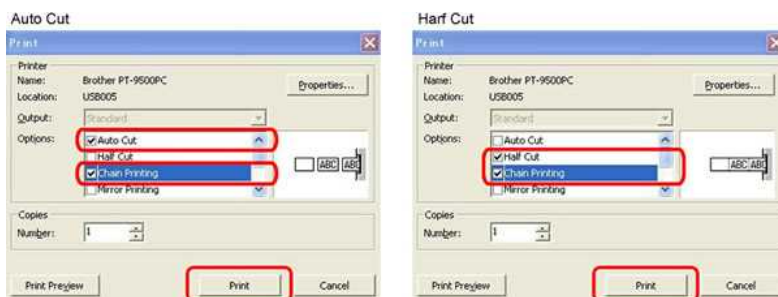 Auto Cut
Print
Printer
Name: Brother PT-9500PC
Properties...
Location: USB005
Output: Standard
Options:
Auto Cut
Half Cut
Chain Printing
Mirror Printing
ABC ABC
Copies
Number: 1
Print Preview
Print
Cancel
Harf Cut
Print
Printer
Name: Brother PT-9500PC
Properties...
Location: USB005
Output: Standard
Options:
Auto Cut
Half Cut
Chain Printing
Mirror Printing
ABC ABC
Copies
Number: 1
Print Preview
Print
Cancel